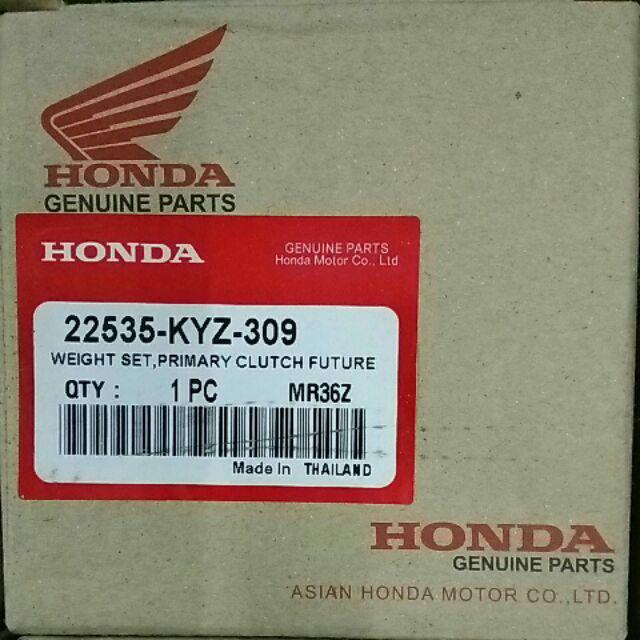 HONDA
GENUINE PARTS
HONDA
GENUINE PARTS
Honda Motor Co., Ltd
22535-KYZ-309
WEIGHT SET,PRIMARY CLUTCH FUTURE
QTY : 1 PC MR36Z
Made In THAILAND
HONDA
GENUINE PARTS
ASIAN HONDA MOTOR CO.,LTD.